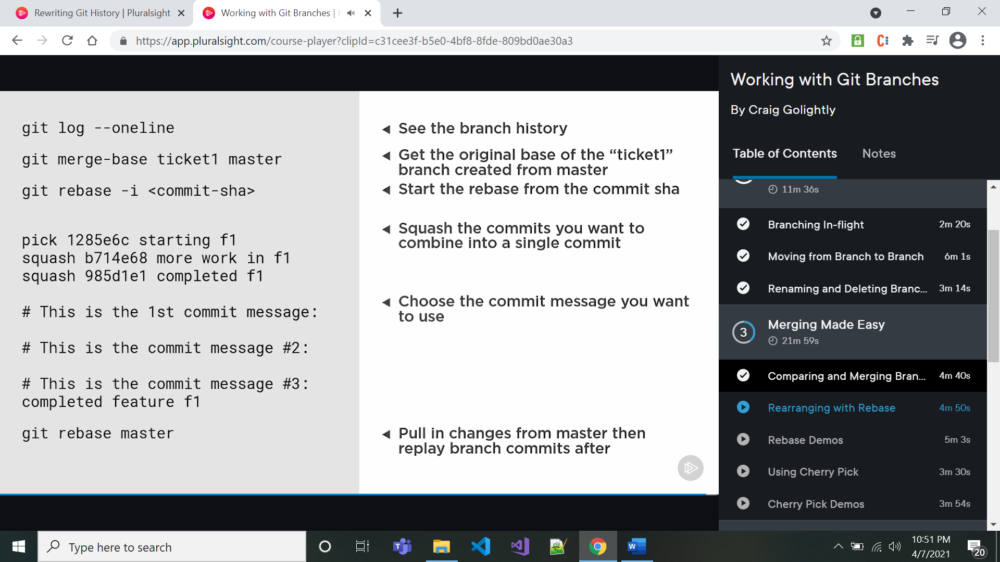 Rewriting Git History | Pluralsight
Working with Git Branches |
https://app.pluralsight.com/course-player?clipId=c31cee3f-b5e0-4bf8-8fde-809bd0ae30a3
git log --oneline
git merge-base ticket1 master
git rebase -i <commit-sha>
pick 1285e6c starting f1
squash b714e68 more work in f1
squash 985d1e1 completed f1
# This is the 1st commit message:
# This is the commit message #2:
# This is the commit message #3:
completed feature f1
git rebase master
See the branch history
Get the original base of the “ticket1”
branch created from master
Start the rebase from the commit sha
Squash the commits you want to
combine into a single commit
Choose the commit message you want
to use
Pull in changes from master then
replay branch commits after
Working with Git Branches
By Craig Golightly
Table of Contents
Notes
11m 36s
Branching In-flight 2m 20s
Moving from Branch to Branch 6m 1s
Renaming and Deleting Branc... 3m 14s
3
Merging Made Easy
21m 59s
Comparing and Merging Bran... 4m 40s
Rearranging with Rebase 4m 50s
Rebase Demos 5m 3s
Using Cherry Pick 3m 30s
Cherry Pick Demos 3m 54s
Type here to search
10:51 PM
4/7/2021
20